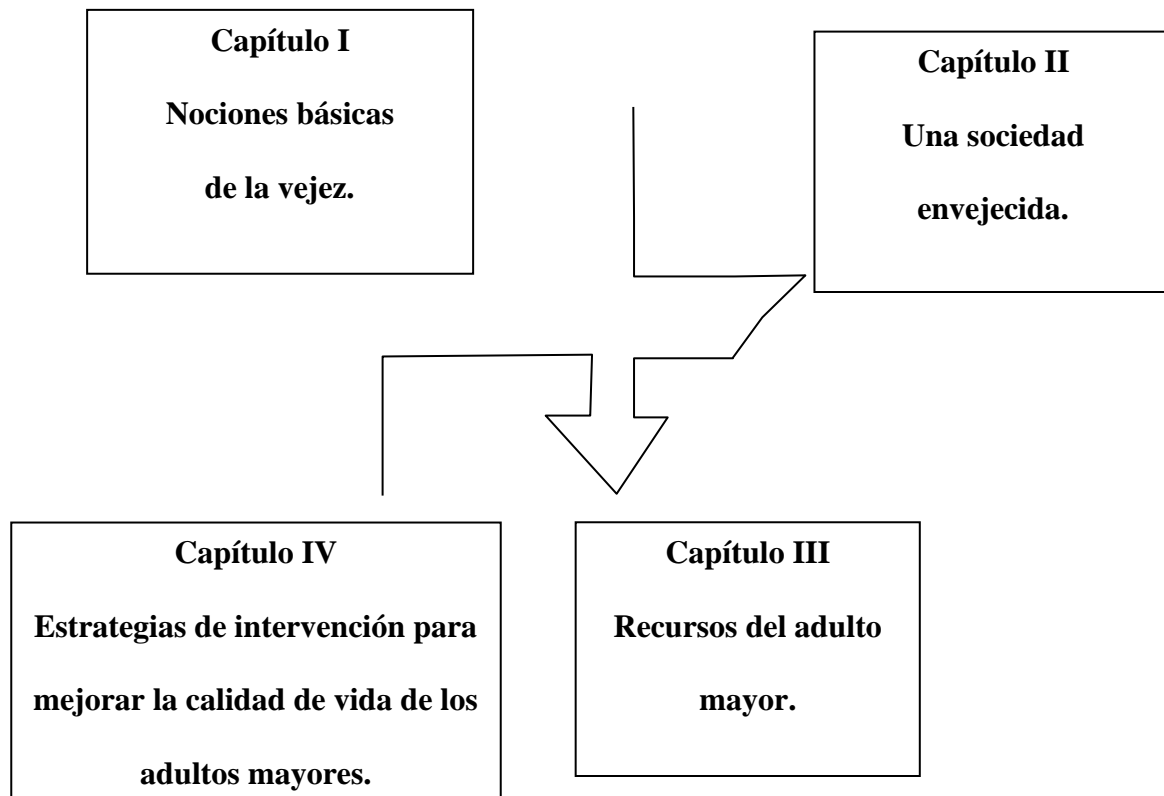 Capítulo I
Nociones básicas
de la vejez.
Capítulo II
Una sociedad
envejecida.
Capítulo IV
Estrategias de intervención para
mejorar la calidad de vida de los
adultos mayores.
Capítulo III
Recursos del adulto
mayor.